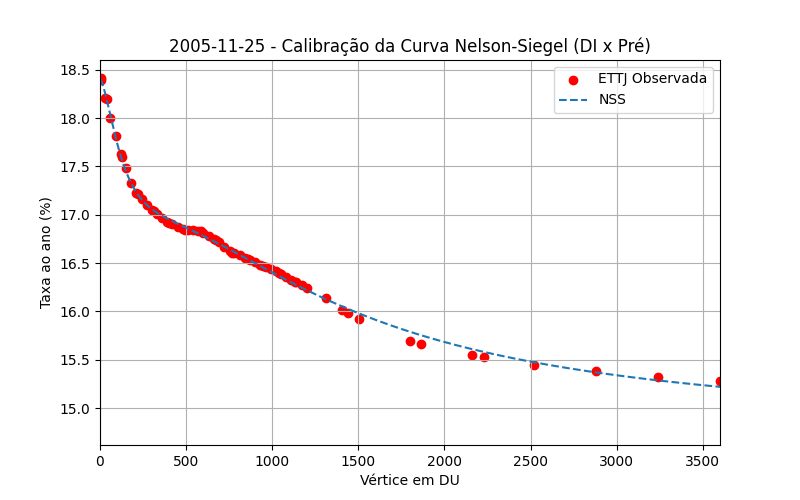 2005-11-25 - Calibração da Curva Nelson-Siegel (DI x Pré)
ETTJ Observada
NSS
Taxa ao ano (%)
18.5
18.0
17.5
17.0
16.5
16.0
15.5
15.0
0 500 1000 1500 2000 2500 3000 3500
Vértice em DU